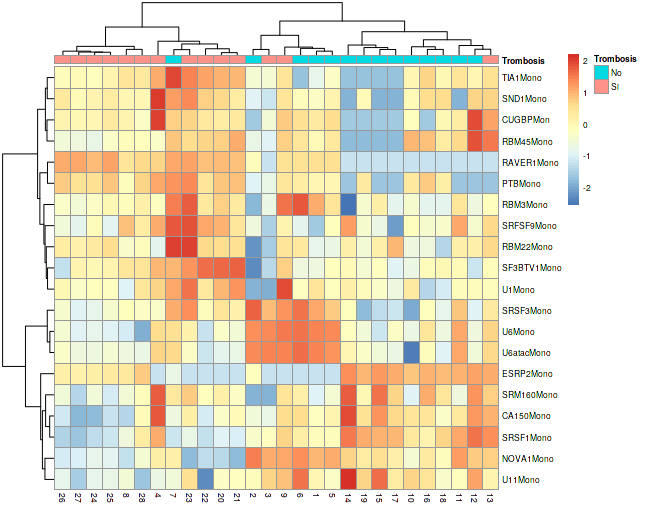 Trombosis
TIA1Mono
SND1Mono
CUGBPMon
RBM45Mono
RAVER1Mono
PTBMono
RBM3Mono
SRFSF9Mono
RBM22Mono
SF3BTV1Mono
U1Mono
SRSF3Mono
U6Mono
U6atacMono
ESRP2Mono
SRM160Mono
CA150Mono
SRSF1Mono
NOVA1Mono
U11Mono
26 27 24 25 8 28 4 7 23 22 20 21 2 3 9 6 1 5 14 19 15 17 10 16 18 11 12 13
2
1
0
-1
-2
Trombosis
No
SI